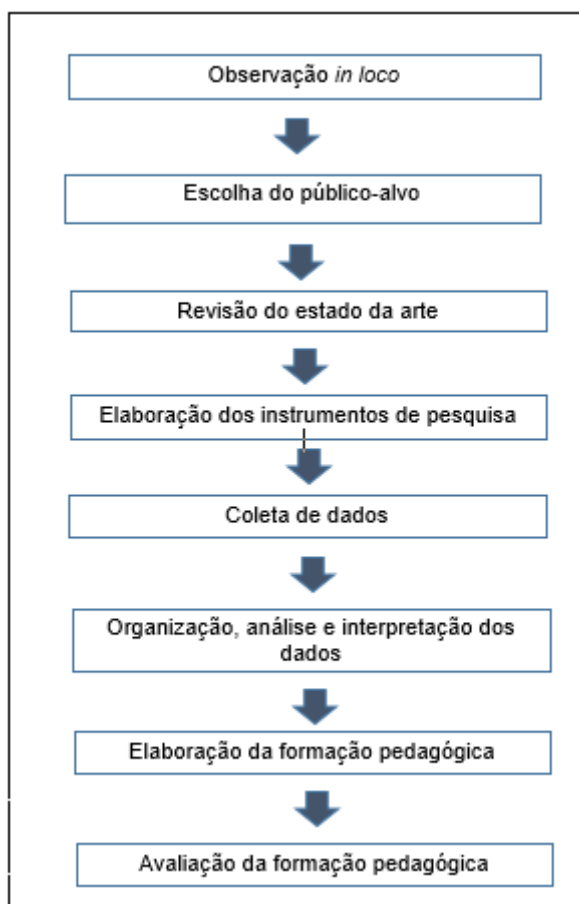 Observação in loco
Escolha do público-alvo
Revisão do estado da arte
Elaboração dos instrumentos de pesquisa
Coleta de dados
Organização, análise e interpretação dos
dados
Elaboração da formação pedagógica
Avaliação da formação pedagógica